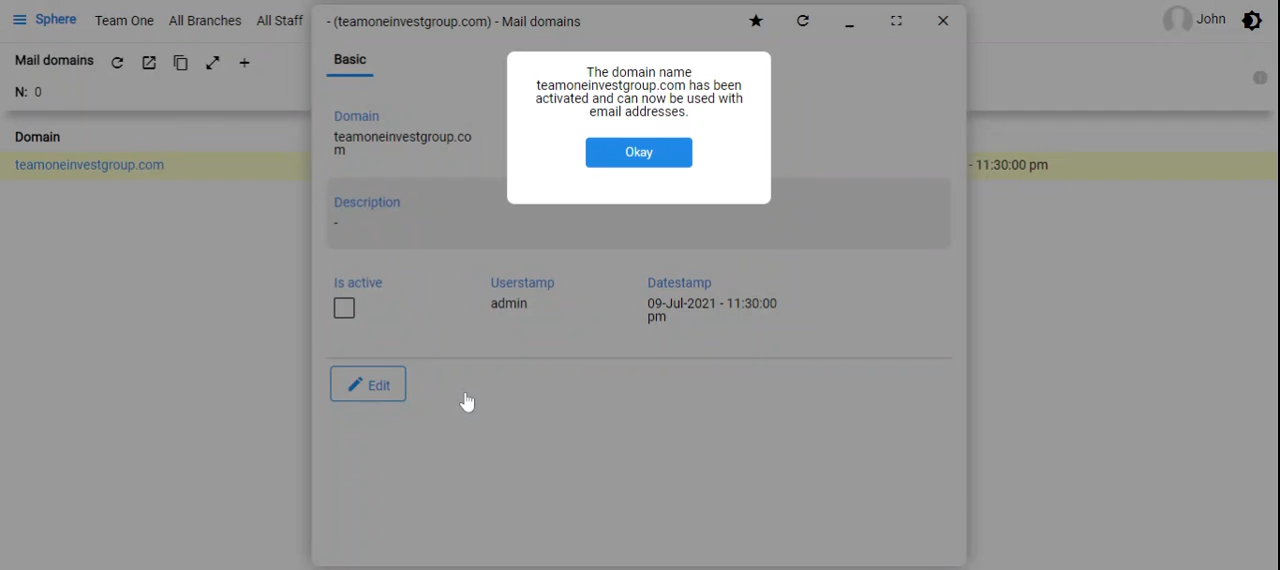 Sphere Team One All Branches All Staff
- (teamoneinvestgroup.com) - Mail domains
John
Mail domains
N: 0
Domain
teamoneinvestgroup.com
- 11:30:00 pm
Basic
Domain
teamoneinvestgroup.co
m
Description
-
Is active Userstamp Datestamp
admin 09-Jul-2021 - 11:30:00
pm
Edit
The domain name
teamoneinvestgroup.com has been
activated and can now be used with
email addresses.
Okay